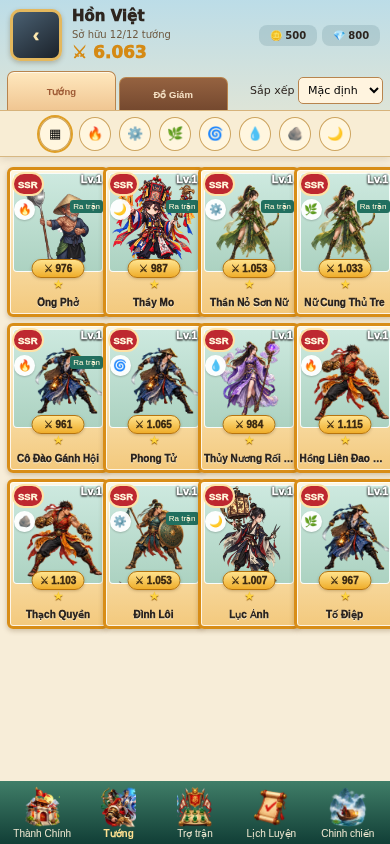 Hồn Việt
Sở hữu 12/12 tướng
⚔ 6.063
500
800
Tướng
Đồ Giám
Sắp xếp
Mặc định
SSR Lv.1
Ra trận
976
Ông Phở
SSR Lv.1
Ra trận
987
Thầy Mo
SSR Lv.1
Ra trận
1.053
Thần Nỏ Sơn Nữ
SSR Lv.1
Ra trận
1.033
Nữ Cung Thủ Tre
SSR Lv.1
Ra trận
961
Cô Đào Gánh Hội
SSR Lv.1
1.065
Phong Tử
SSR Lv.1
984
Thủy Nương Rối ...
SSR Lv.1
1.115
Hồng Liên Đao ...
SSR Lv.1
1.103
Thạch Quyền
SSR Lv.1
Ra trận
1.053
Đinh Lôi
SSR Lv.1
1.007
Lục Ảnh
SSR Lv.1
967
Tố Điệp
Thành Chính
Tướng
Trợ trận
Lịch Luyện
Chinh chiến